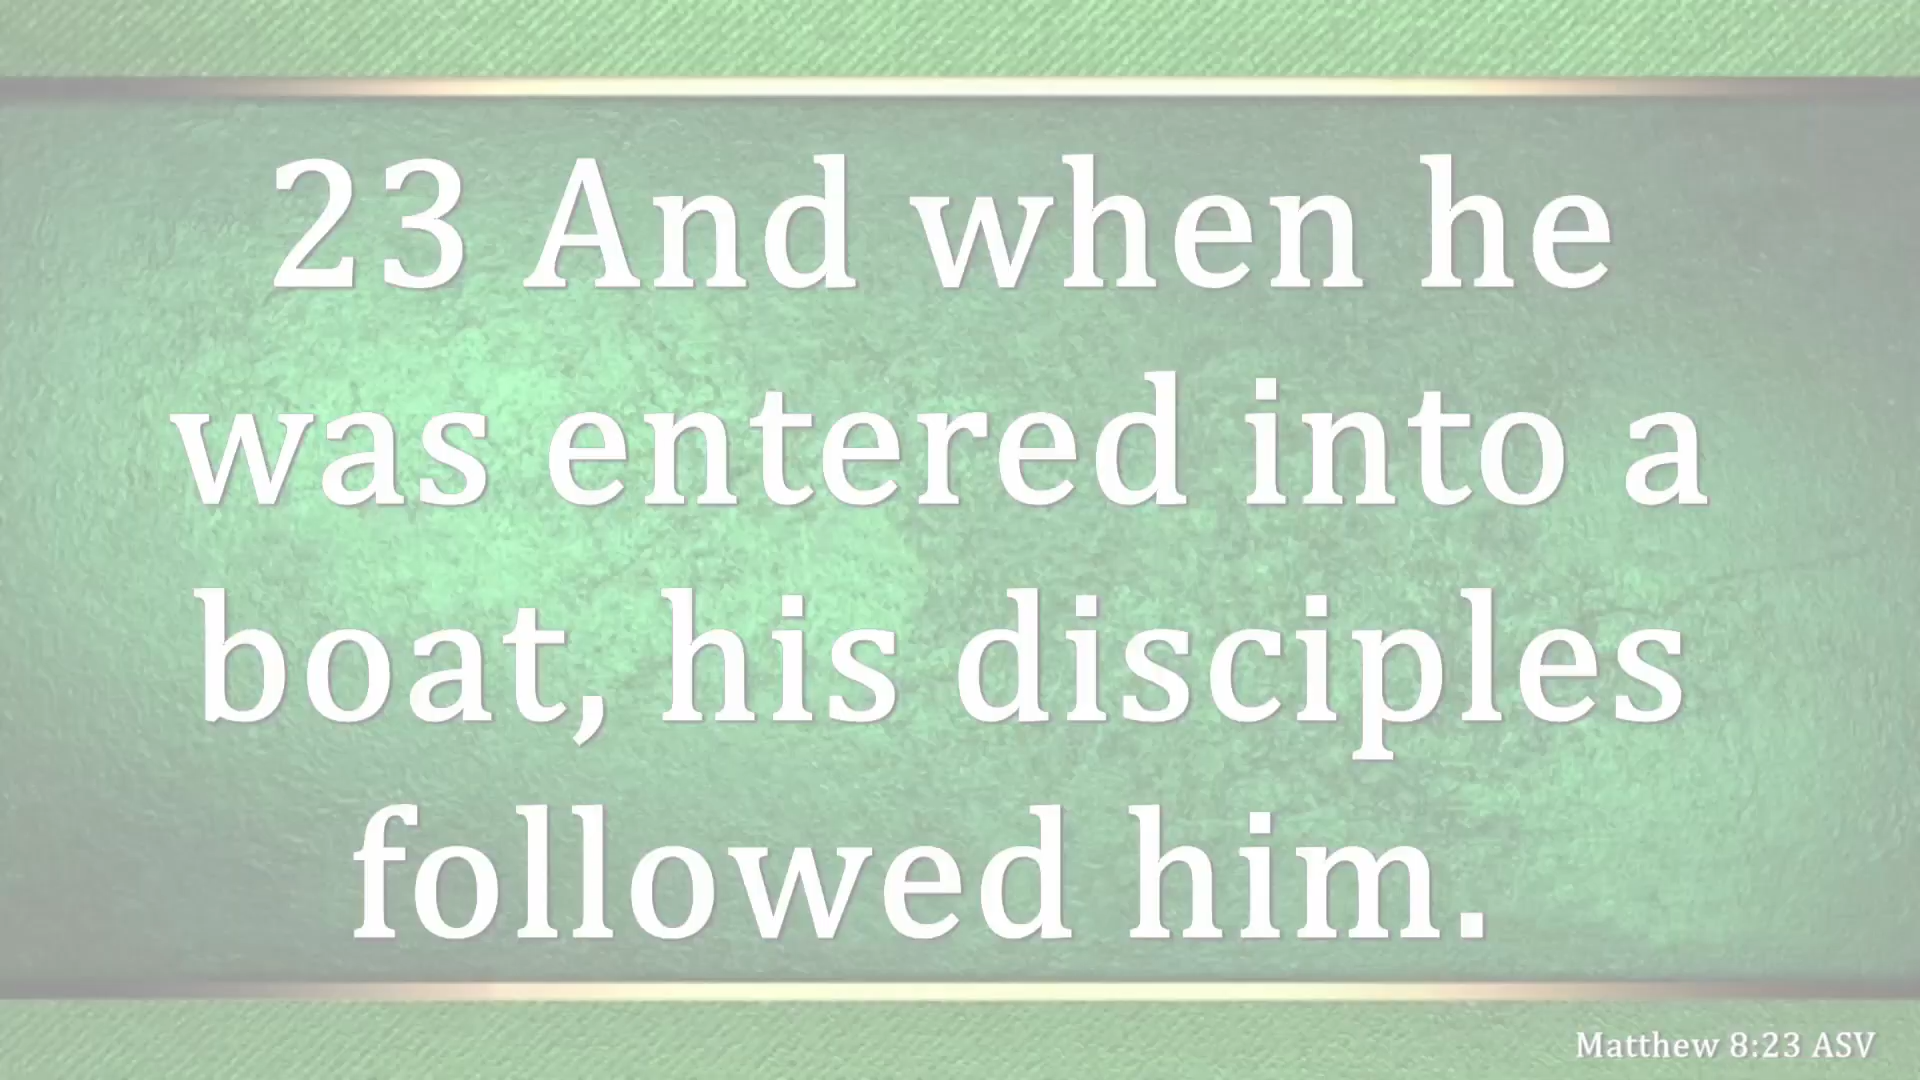 23 And when he
was entered into a
boat, his disciples
followed him.
Matthew 8:23 ASV